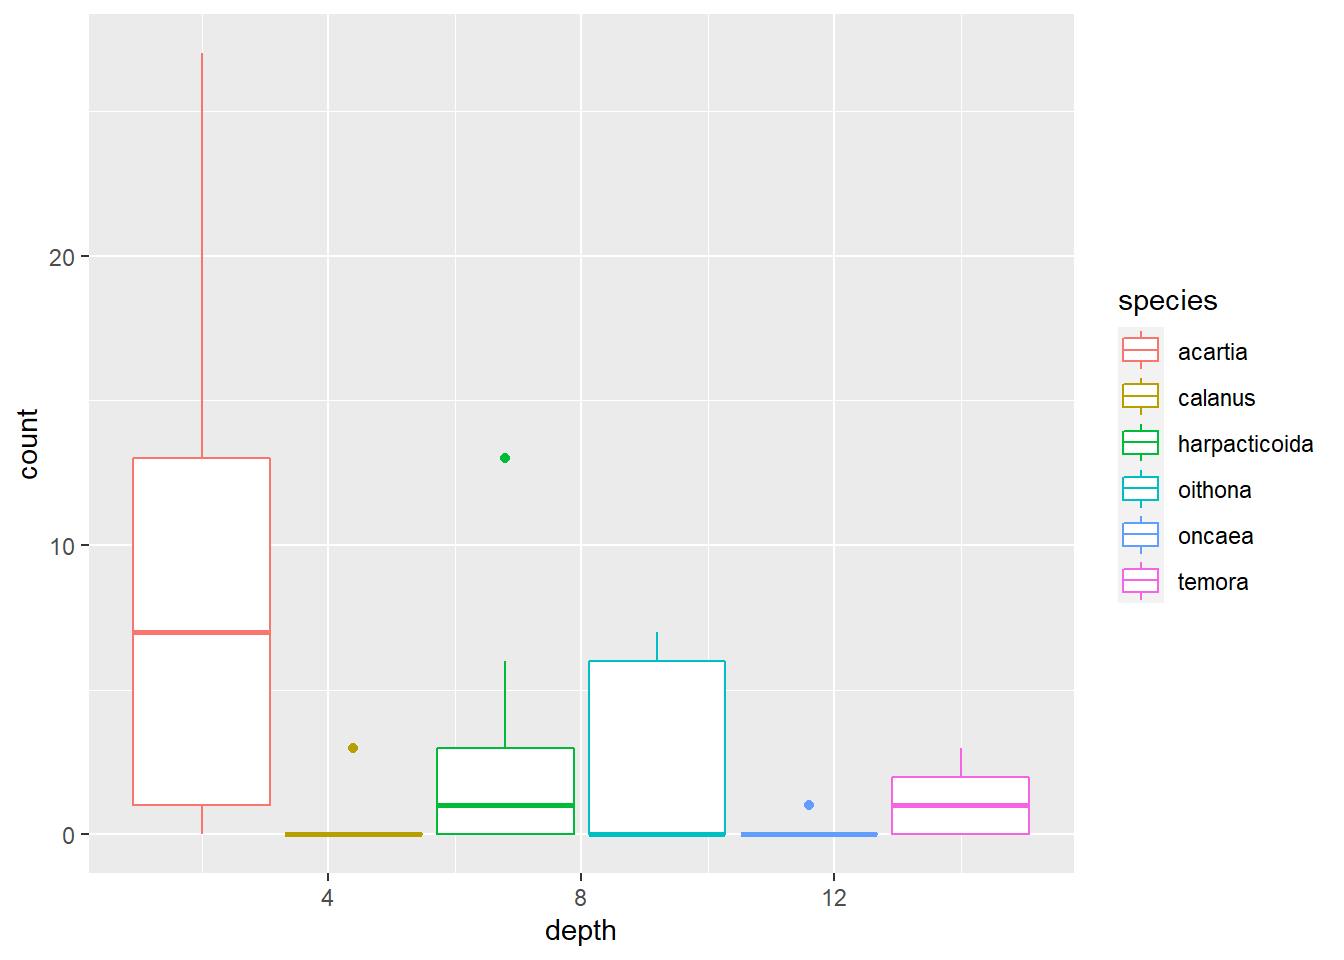 20
10
0
count
4
8
12
depth
species
acartia
calanus
harpacticoida
oithona
oncaea
temora